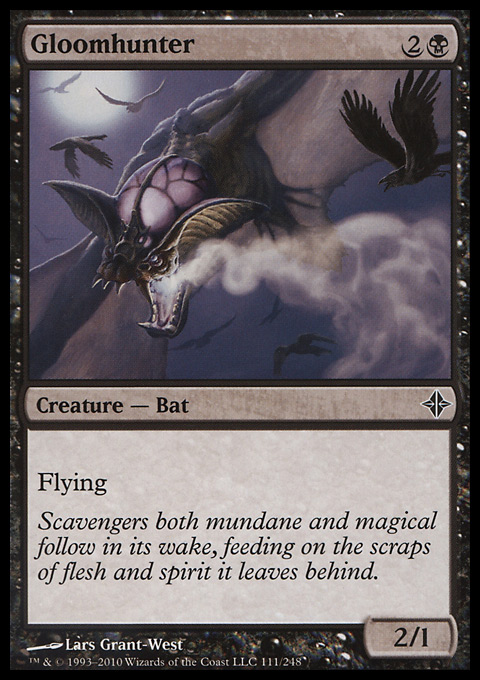 Gloomhunter 2
Creature — Bat
Flying
Scavengers both mundane and magical
follow in its wake, feeding on the scraps
of flesh and spirit it leaves behind.
2/1
Lars Grant-West
™ & © 1993–2010 Wizards of the Coast LLC 111/248